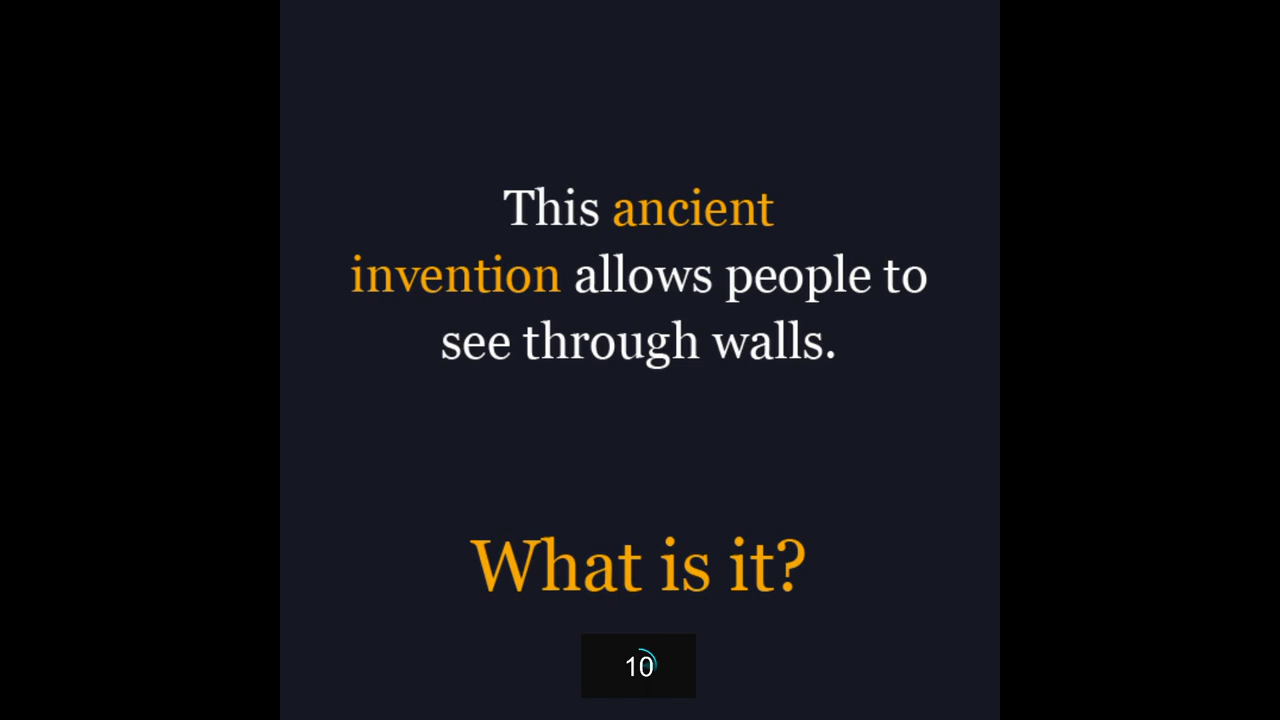 This ancient
invention allows people to
see through walls.
What is it?
10